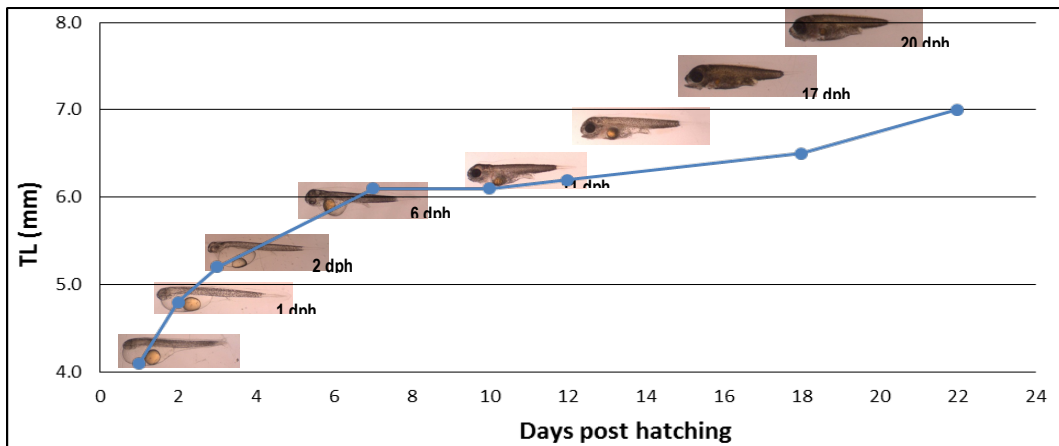 8.0
20 dph
17 dph
7.0
11 dph
6.0
6 dph
2 dph
5.0
1 dph
4.0
TL (mm)
0 2 4 6 8 10 12 14 16 18 20 22 24
Days post hatching